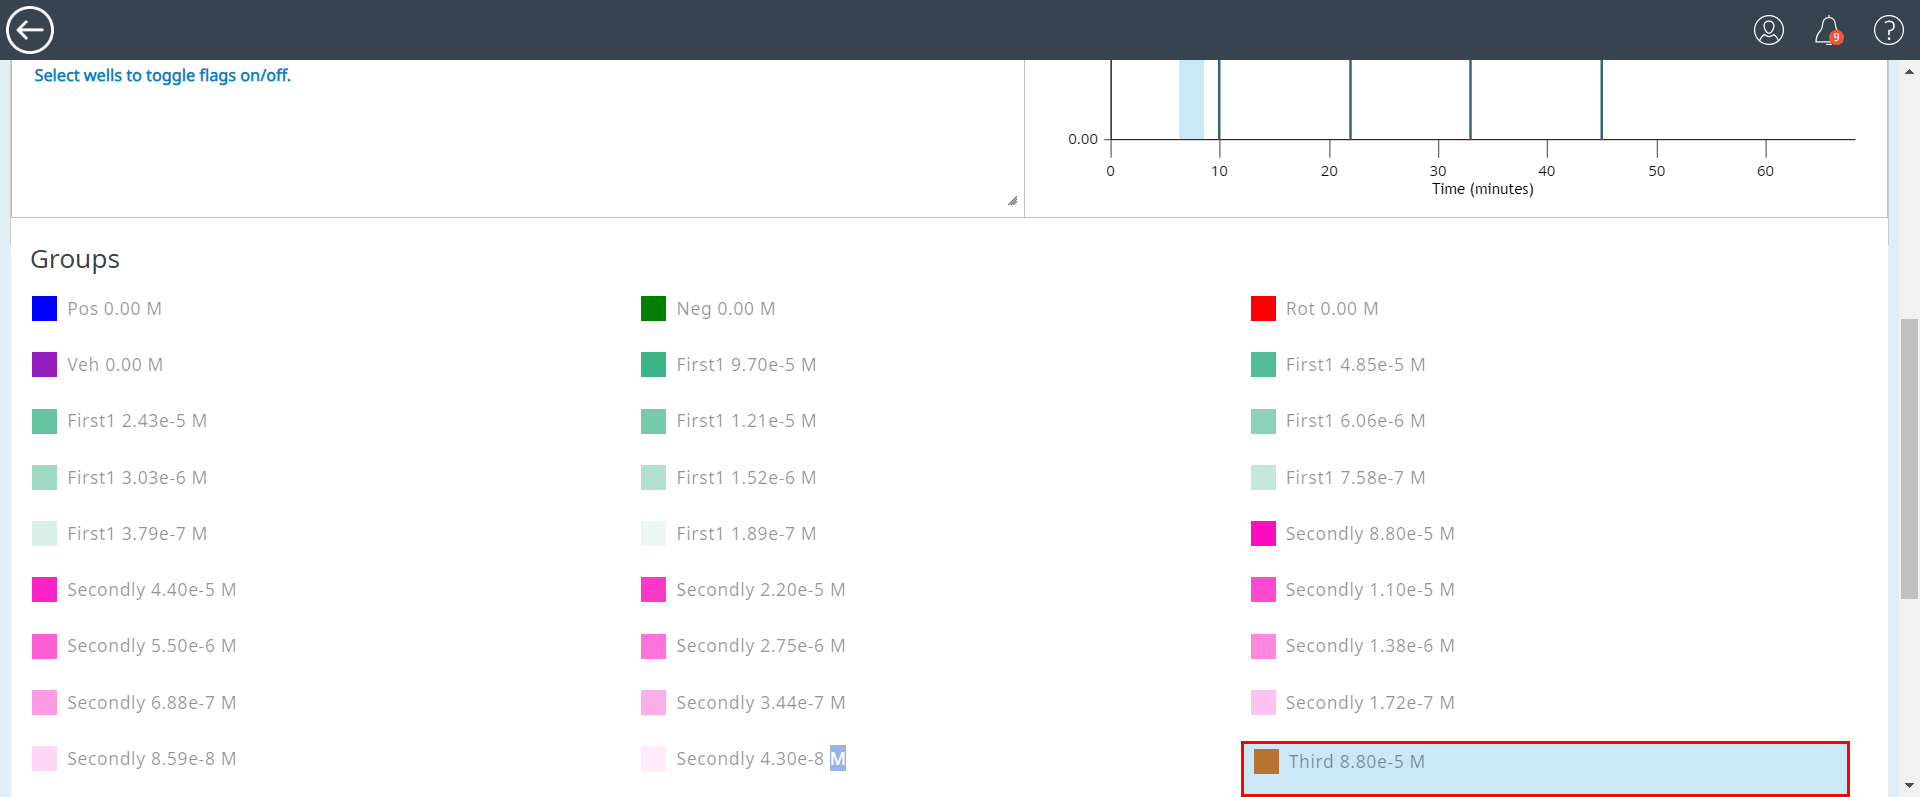 9
?
Select wells to toggle flags on/off.
0.00
0 10 20 30 40 50 60
Time (minutes)
Groups
Pos 0.00 M
Neg 0.00 M
Rot 0.00 M
Veh 0.00 M
First1 9.70e-5 M
First1 4.85e-5 M
First1 2.43e-5 M
First1 1.21e-5 M
First1 6.06e-6 M
First1 3.03e-6 M
First1 1.52e-6 M
First1 7.58e-7 M
First1 3.79e-7 M
First1 1.89e-7 M
Secondly 8.80e-5 M
Secondly 4.40e-5 M
Secondly 2.20e-5 M
Secondly 1.10e-5 M
Secondly 5.50e-6 M
Secondly 2.75e-6 M
Secondly 1.38e-6 M
Secondly 6.88e-7 M
Secondly 3.44e-7 M
Secondly 1.72e-7 M
Secondly 8.59e-8 M
Secondly 4.30e-8 M
Third 8.80e-5 M